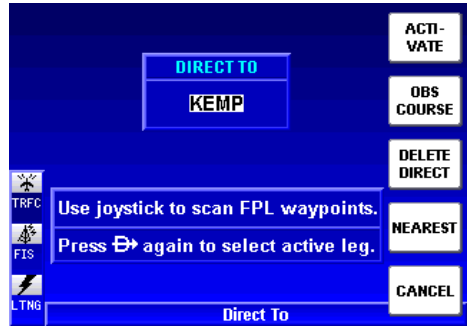 DIRECT TO
KEMP
ACTI-
VATE
OBS
COURSE
DELETE
DIRECT
NEAREST
CANCEL
TRFC
FIS
LTNG
Use joystick to scan FPL waypoints.
Press D again to select active leg.
Direct To